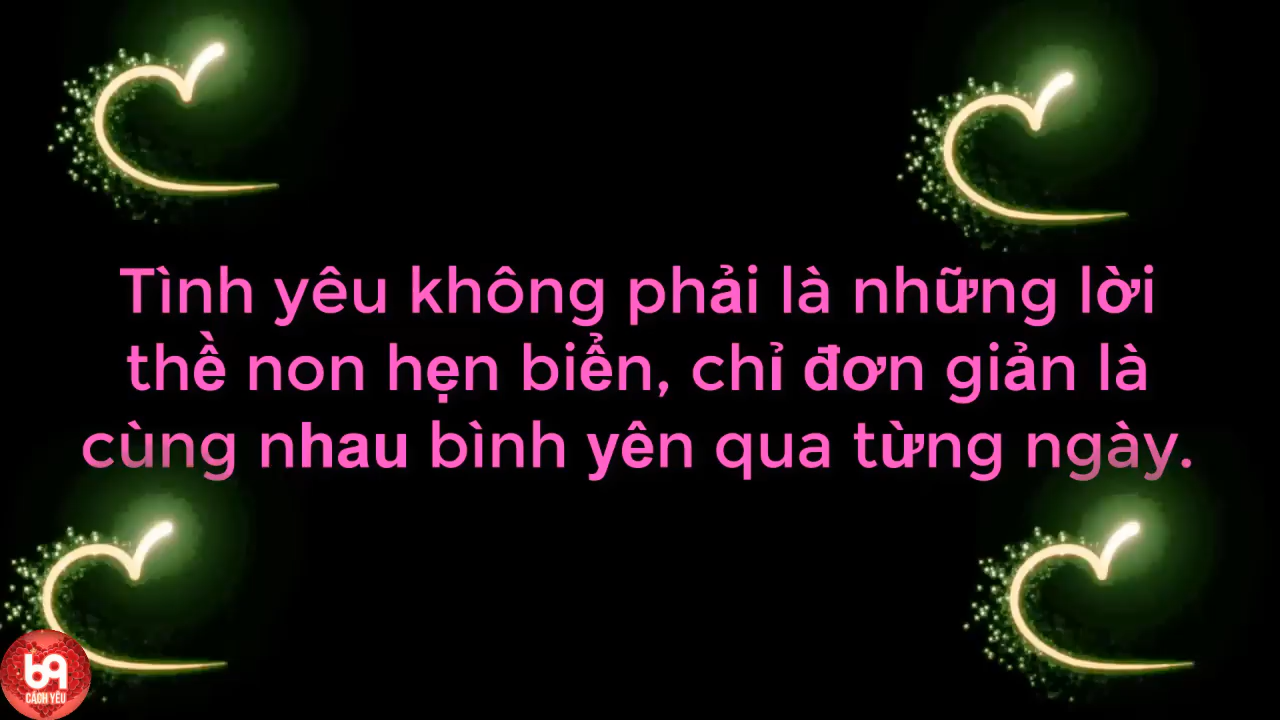 Tình yêu không phải là những lời
thề non hẹn biển, chỉ đơn giản là
cùng nhau bình yên qua từng ngày.
69
CÁCH YÊU